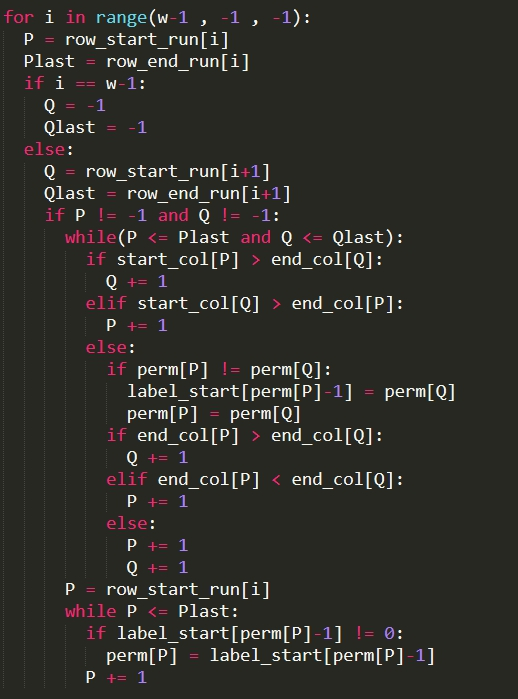 for i in range(w-1 , -1 , -1):
  P = row_start_run[i]
  Plast = row_end_run[i]
  if i == w-1:
    Q = -1
    Qlast = -1
  else:
    Q = row_start_run[i+1]
    Qlast = row_end_run[i+1]
    if P != -1 and Q != -1:
      while(P <= Plast and Q <= Qlast):
        if start_col[P] > end_col[Q]:
          Q += 1
        elif start_col[Q] > end_col[P]:
          P += 1
        else:
          if perm[P] != perm[Q]:
            label_start[perm[P]-1] = perm[Q]
            perm[P] = perm[Q]
          if end_col[P] > end_col[Q]:
            Q += 1
          elif end_col[P] < end_col[Q]:
            P += 1
          else:
            P += 1
            Q += 1
      P = row_start_run[i]
      while P <= Plast:
        if label_start[perm[P]-1] != 0:
          perm[P] = label_start[perm[P]-1]
        P += 1